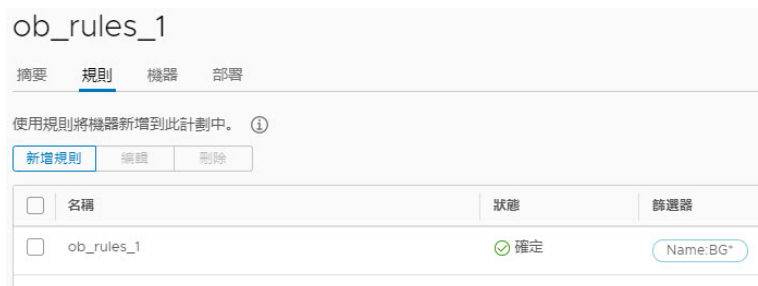 ob_rules_1
摘要 規則 機器 部署
使用規則將機器新增到此計劃中。
新增規則 編輯 刪除
名稱 狀態 篩選器
ob_rules_1 確定 Name:BG*